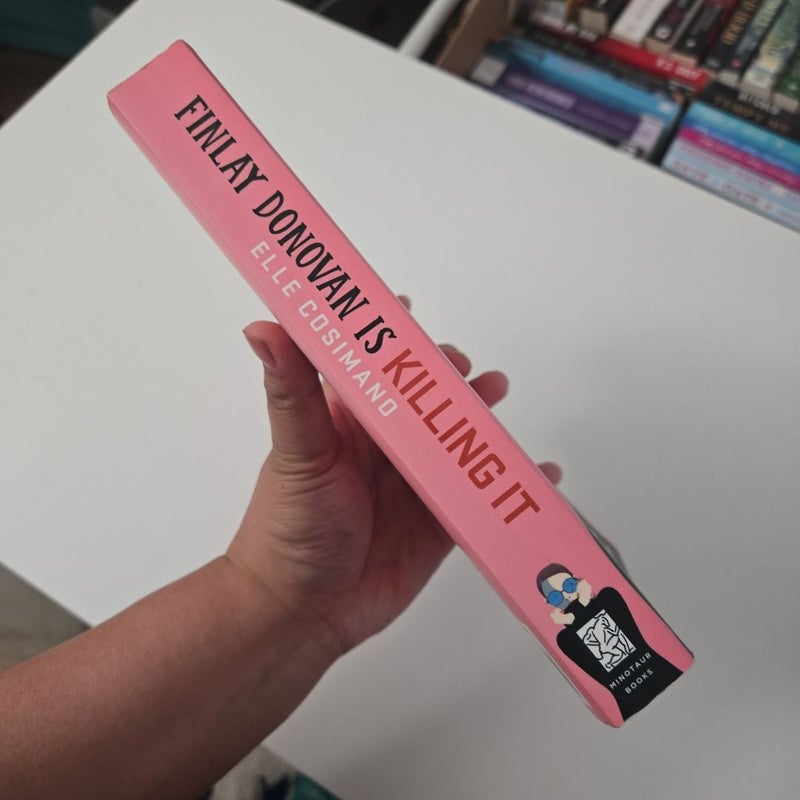 FINLAY DONOVAN IS KILLING IT
ELLE COSIMANO
MINOTAUR
BOOKS